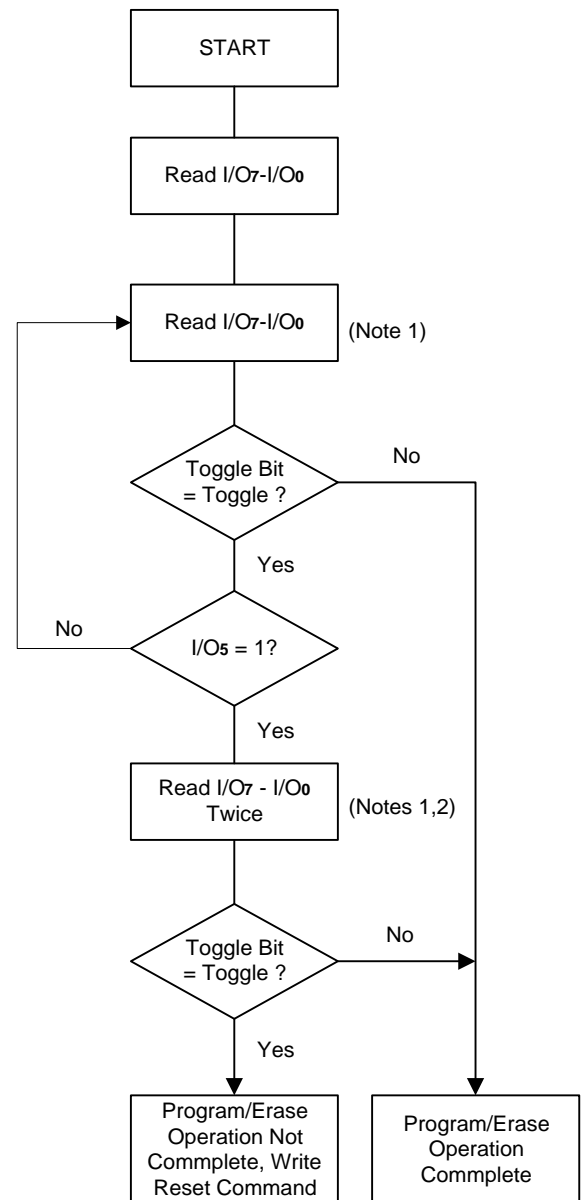 START
Read I/O7-I/O0
Read I/O7-I/O0
(Note 1)
Toggle Bit
= Toggle ?
No
Yes
I/O5 = 1?
No
Yes
Read I/O7 - I/O0
Twice
(Notes 1,2)
Toggle Bit
= Toggle ?
No
Yes
Program/Erase
Operation Not
Commplete, Write
Reset Command
Program/Erase
Operation
Commplete